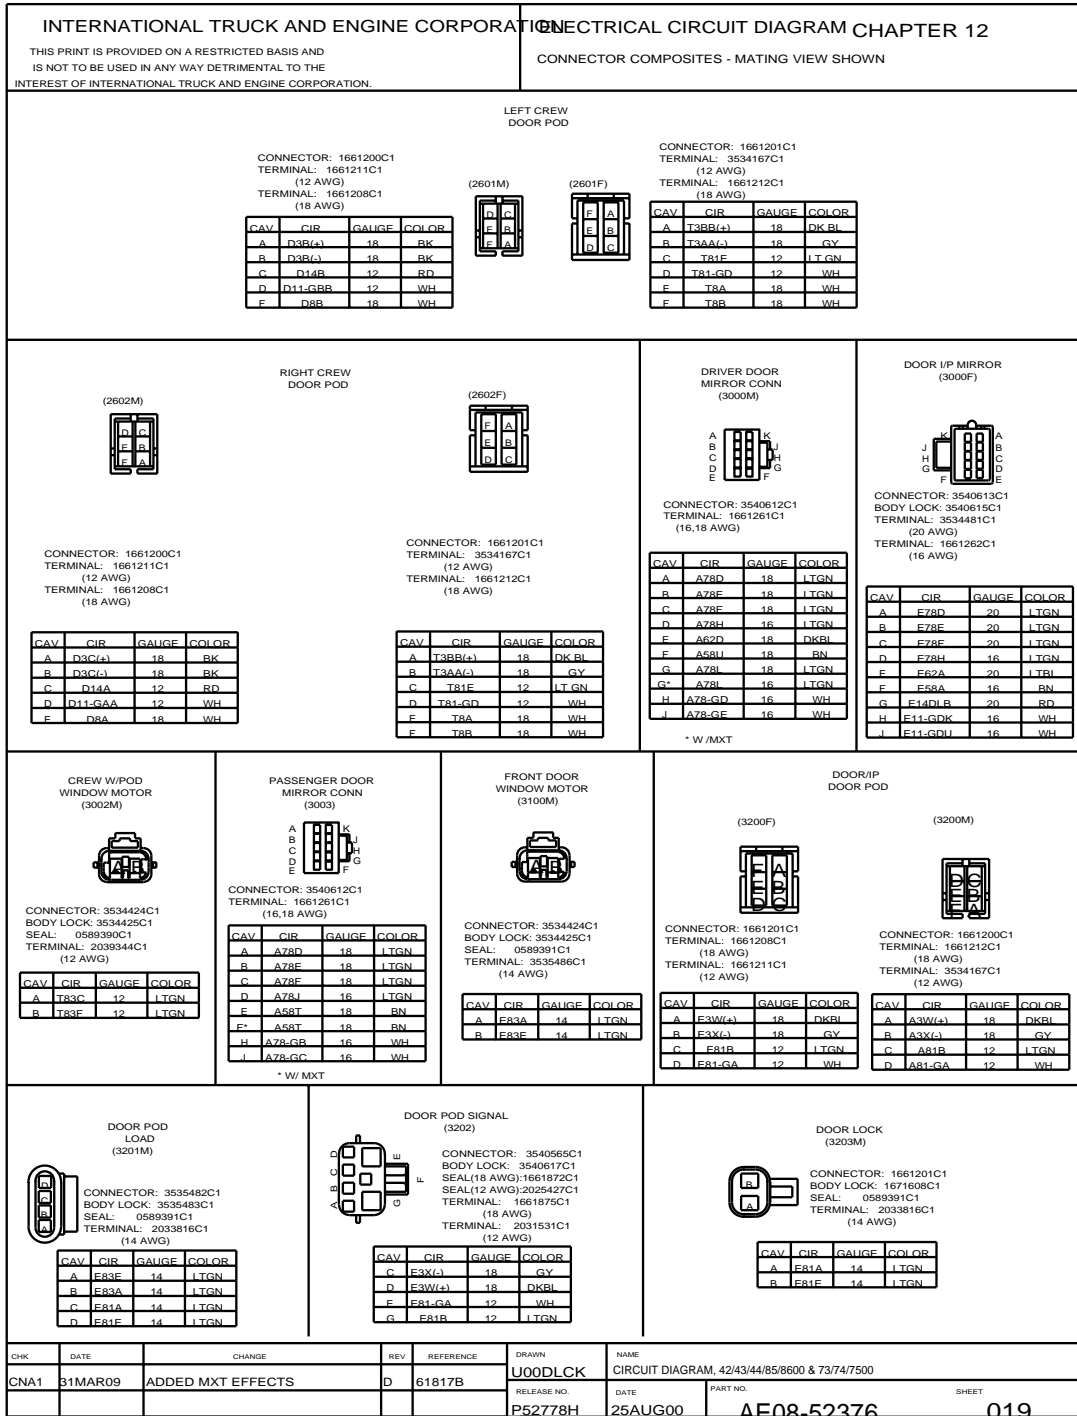 INTERNATIONAL TRUCK AND ENGINE CORPORATION
THIS PRINT IS PROVIDED ON A RESTRICTED BASIS AND
IS NOT TO BE USED IN ANY WAY DETRIMENTAL TO THE
INTEREST OF INTERNATIONAL TRUCK AND ENGINE CORPORATION.
ELECTRICAL CIRCUIT DIAGRAM CHAPTER 12
CONNECTOR COMPOSITES - MATING VIEW SHOWN
LEFT CREW
DOOR POD
CONNECTOR: 1661200C1
TERMINAL: 1661211C1
(12 AWG)
TERMINAL: 1661208C1
(18 AWG)
(2601M)
D C
E B
F A
(2601F)
F A
E B
D C
CONNECTOR: 1661201C1
TERMINAL: 3534167C1
(12 AWG)
TERMINAL: 1661212C1
(18 AWG)
CAV CIR GAUGE COLOR
A D3B(+) 18 BK
B D3B(-) 18 BK
C D14B 12 RD
D D11-GBB 12 WH
E D8B 18 WH
CAV CIR GAUGE COLOR
A T3BB(+) 18 DK BL
B T3AA(-) 18 GY
C T81E 12 LT GN
D T81-GD 12 WH
E T8A 18 WH
F T8B 18 WH
RIGHT CREW
DOOR POD
(2602M)
D C
E B
F A
(2602F)
F A
E B
D C
CONNECTOR: 1661200C1
TERMINAL: 1661211C1
(12 AWG)
TERMINAL: 1661208C1
(18 AWG)
CONNECTOR: 1661201C1
TERMINAL: 3534167C1
(12 AWG)
TERMINAL: 1661212C1
(18 AWG)
CAV CIR GAUGE COLOR
A D3C(+) 18 BK
B D3C(-) 18 BK
C D14A 12 RD
D D11-GAA 12 WH
E D8A 18 WH
CAV CIR GAUGE COLOR
A T3BB(+) 18 DK BL
B T3AA(-) 18 GY
C T81E 12 LT GN
D T81-GD 12 WH
E T8A 18 WH
F T8B 18 WH
DRIVER DOOR
MIRROR CONN
(3000M)
A K
B J
C H
D G
E F
CONNECTOR: 3540612C1
TERMINAL: 1661261C1
(16,18 AWG)
CAV CIR GAUGE COLOR
A A78D 18 LTGN
B A78E 18 LTGN
C A78F 18 LTGN
D A78H 16 LTGN
E A62D 18 DKBL
F A58U 18 BN
G A78L 18 LTGN
G* A78L 16 LTGN
H A78-GD 16 WH
J A78-GE 16 WH
* W /MXT
DOOR I/P MIRROR
(3000F)
K A
J B
H C
G D
F E
CONNECTOR: 3540613C1
BODY LOCK: 3540615C1
TERMINAL: 3534481C1
(20 AWG)
TERMINAL: 1661262C1
(16 AWG)
CAV CIR GAUGE COLOR
A E78D 20 LTGN
B E78E 20 LTGN
C E78F 20 LTGN
D E78H 16 LTGN
E E62A 20 LTBL
F E58A 16 BN
G E14DLB 20 RD
H E11-GDK 16 WH
J E11-GDU 16 WH
CREW W/POD
WINDOW MOTOR
(3002M)
A B
CONNECTOR: 3534424C1
BODY LOCK: 3534425C1
SEAL: 0589390C1
TERMINAL: 2039344C1
(12 AWG)
CAV CIR GAUGE COLOR
A T83C 12 LTGN
B T83F 12 LTGN
PASSENGER DOOR
MIRROR CONN
(3003)
A K
B J
C H
D G
E F
CONNECTOR: 3540612C1
TERMINAL: 1661261C1
(16,18 AWG)
CAV CIR GAUGE COLOR
A A78D 18 LTGN
B A78E 18 LTGN
C A78F 18 LTGN
D A78J 16 LTGN
E A58T 18 BN
A58T 18 BN
H A78-GB 16 WH
J A78-GC 16 WH
* W/ MXT
FRONT DOOR
WINDOW MOTOR
(3100M)
A B
CONNECTOR: 3534424C1
BODY LOCK: 3534425C1
SEAL: 0589391C1
TERMINAL: 3535486C1
(14 AWG)
CAV CIR GAUGE COLOR
A E83A 14 LTGN
B E83E 14 LTGN
DOOR/IP
DOOR POD
(3200F)
F A
E B
D C
(3200M)
D C
E B
F A
CONNECTOR: 1661201C1
TERMINAL: 1661208C1
(18 AWG)
TERMINAL: 1661211C1
(12 AWG)
CONNECTOR: 1661200C1
TERMINAL: 1661212C1
(18 AWG)
TERMINAL: 3534167C1
(12 AWG)
CAV CIR GAUGE COLOR
A E3W(+) 18 DKBL
B E3X(-) 18 GY
C E81B 12 LTGN
D E81-GA 12 WH
CAV CIR GAUGE COLOR
A A3W(+) 18 DKBL
B A3X(-) 18 GY
C A81B 12 LTGN
D A81-GA 12 WH
DOOR POD
LOAD
(3201M)
D
C
B
A
CONNECTOR: 3535482C1
BODY LOCK: 3535483C1
SEAL: 0589391C1
TERMINAL: 2033816C1
(14 AWG)
CAV CIR GAUGE COLOR
A E83E 14 LTGN
B E83A 14 LTGN
C E81A 14 LTGN
D E81E 14 LTGN
DOOR POD SIGNAL
(3202)
A B C D
E
F
G
CONNECTOR: 3540565C1
BODY LOCK: 3540617C1
SEAL(18 AWG):1661872C1
SEAL(12 AWG):2025427C1
TERMINAL: 1661875C1
(18 AWG)
TERMINAL: 2031531C1
(12 AWG)
CAV CIR GAUGE COLOR
C E3X(-) 18 GY
D E3W(+) 18 DKBL
E81-GA 12 WH
G E81B 12 LTGN
DOOR LOCK
(3203M)
B
A
CONNECTOR: 1661201C1
BODY LOCK: 1671608C1
SEAL: 0589391C1
TERMINAL: 2033816C1
(14 AWG)
CAV CIR GAUGE COLOR
A E81A 14 LTGN
B E81E 14 LTGN
CHK DATE CHANGE REV REFERENCE
CNA1 31MAR09 ADDED MXT EFFECTS D 61817B
DRAWN
U00DLCK
NAME
CIRCUIT DIAGRAM, 42/43/44/85/8600 & 73/74/7500
RELEASE NO.
P52778H
DATE
25AUG00
PART NO.
AE08-52376
SHEET
019